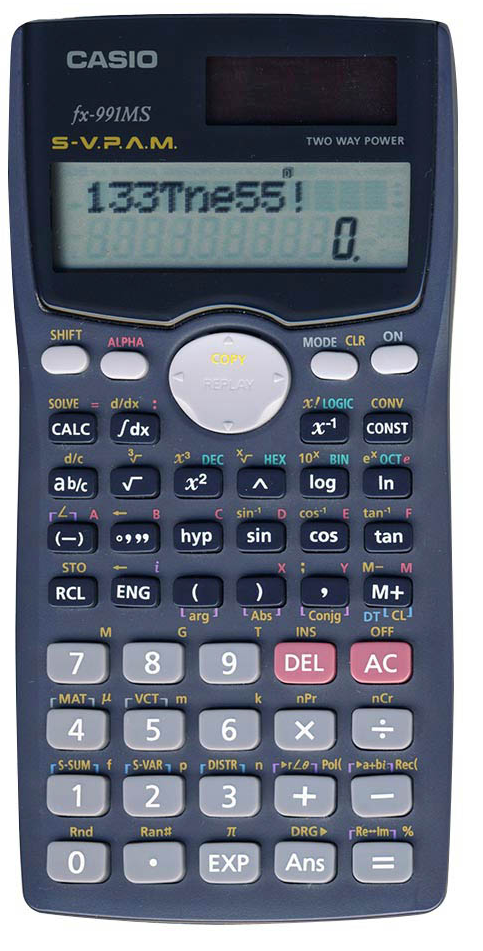 CASIO
fx-991MS
S-V.P.A.M.
TWO WAY POWER
D
133Tne55!
0.
SHIFT ALPHA MODE CLR ON
COPY
REPLAY
SOLVE = d/dx : x! LOGIC CONV
CALC ∫dx x⁻¹ CONST
d/c ³√ x³ DEC ˣ√ HEX 10ˣ BIN eˣ OCT e
ab/c √ x² ^ log ln
∠ A ← B C sin⁻¹ D cos⁻¹ E tan⁻¹ F
(−) °,,, hyp sin cos tan
STO ← i X ; Y M− M
RCL ENG ( ) , M+
arg Abs Conjg DT CL
M G T INS OFF
7 8 9 DEL AC
MAT μ VCT m k nPr nCr
4 5 6 × ÷
S-SUM f S-VAR p DISTR n ▶r∠θ Pol( ▶a+bi Rec(
1 2 3 + −
Rnd Ran# π DRG▶ Re↔Im %
0 · EXP Ans =